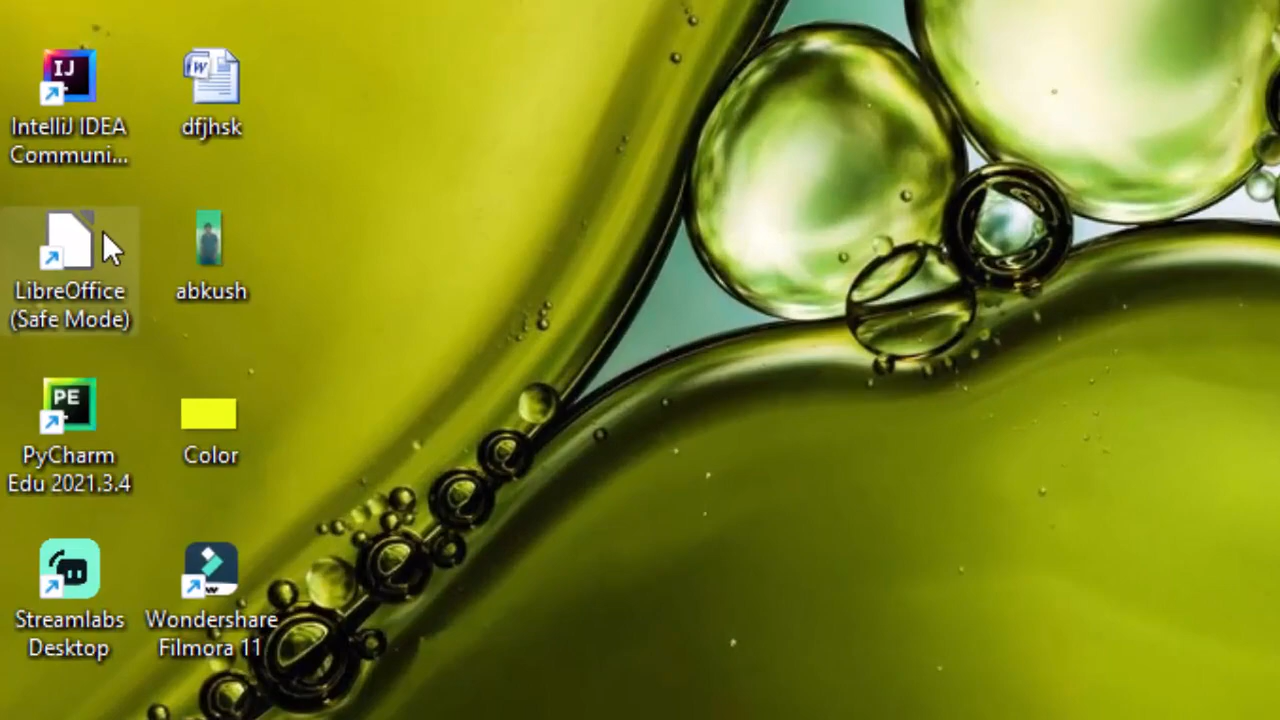 IJ
IntelliJ IDEA
Communi...
W
dfjhsk
LibreOffice
(Safe Mode)
abkush
PE
PyCharm
Edu 2021.3.4
Color
Streamlabs
Desktop
Wondershare
Filmora 11